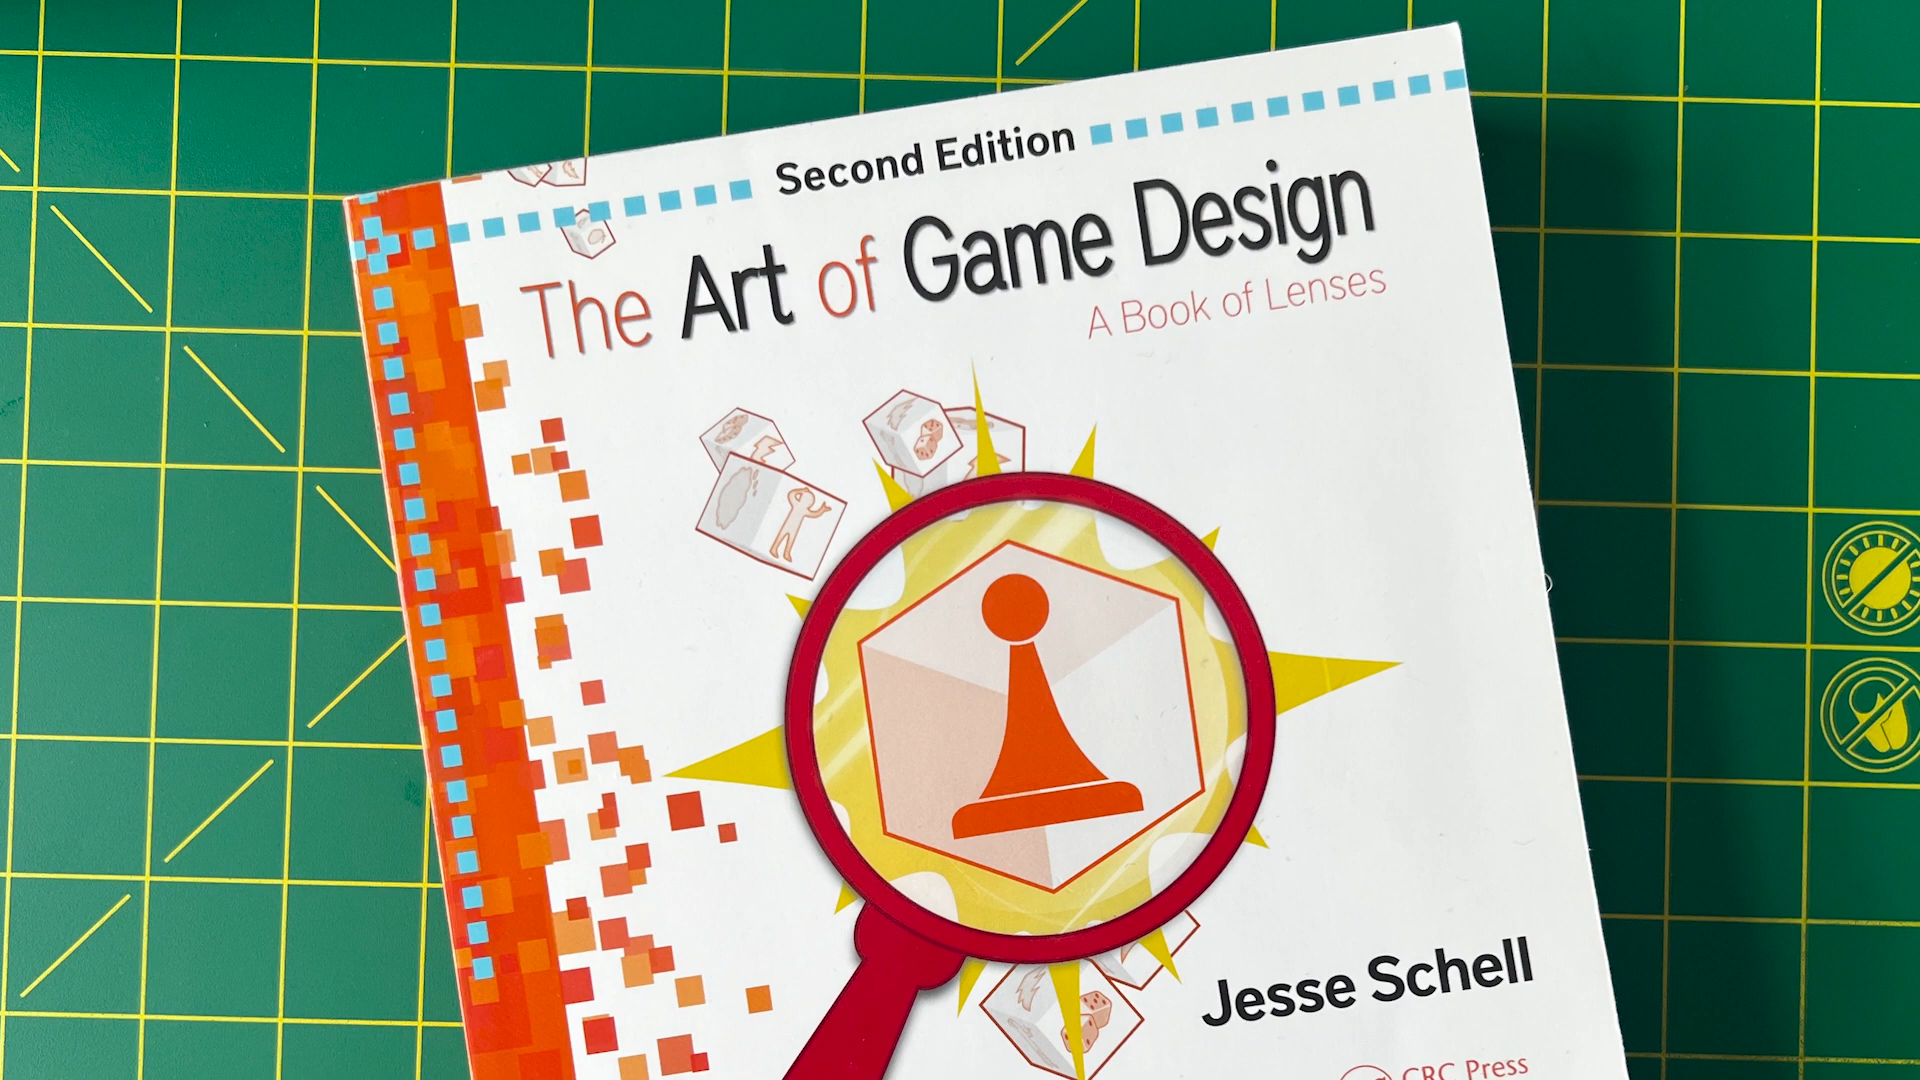 Second Edition
The Art of Game Design
A Book of Lenses
Jesse Schell
CRC Press